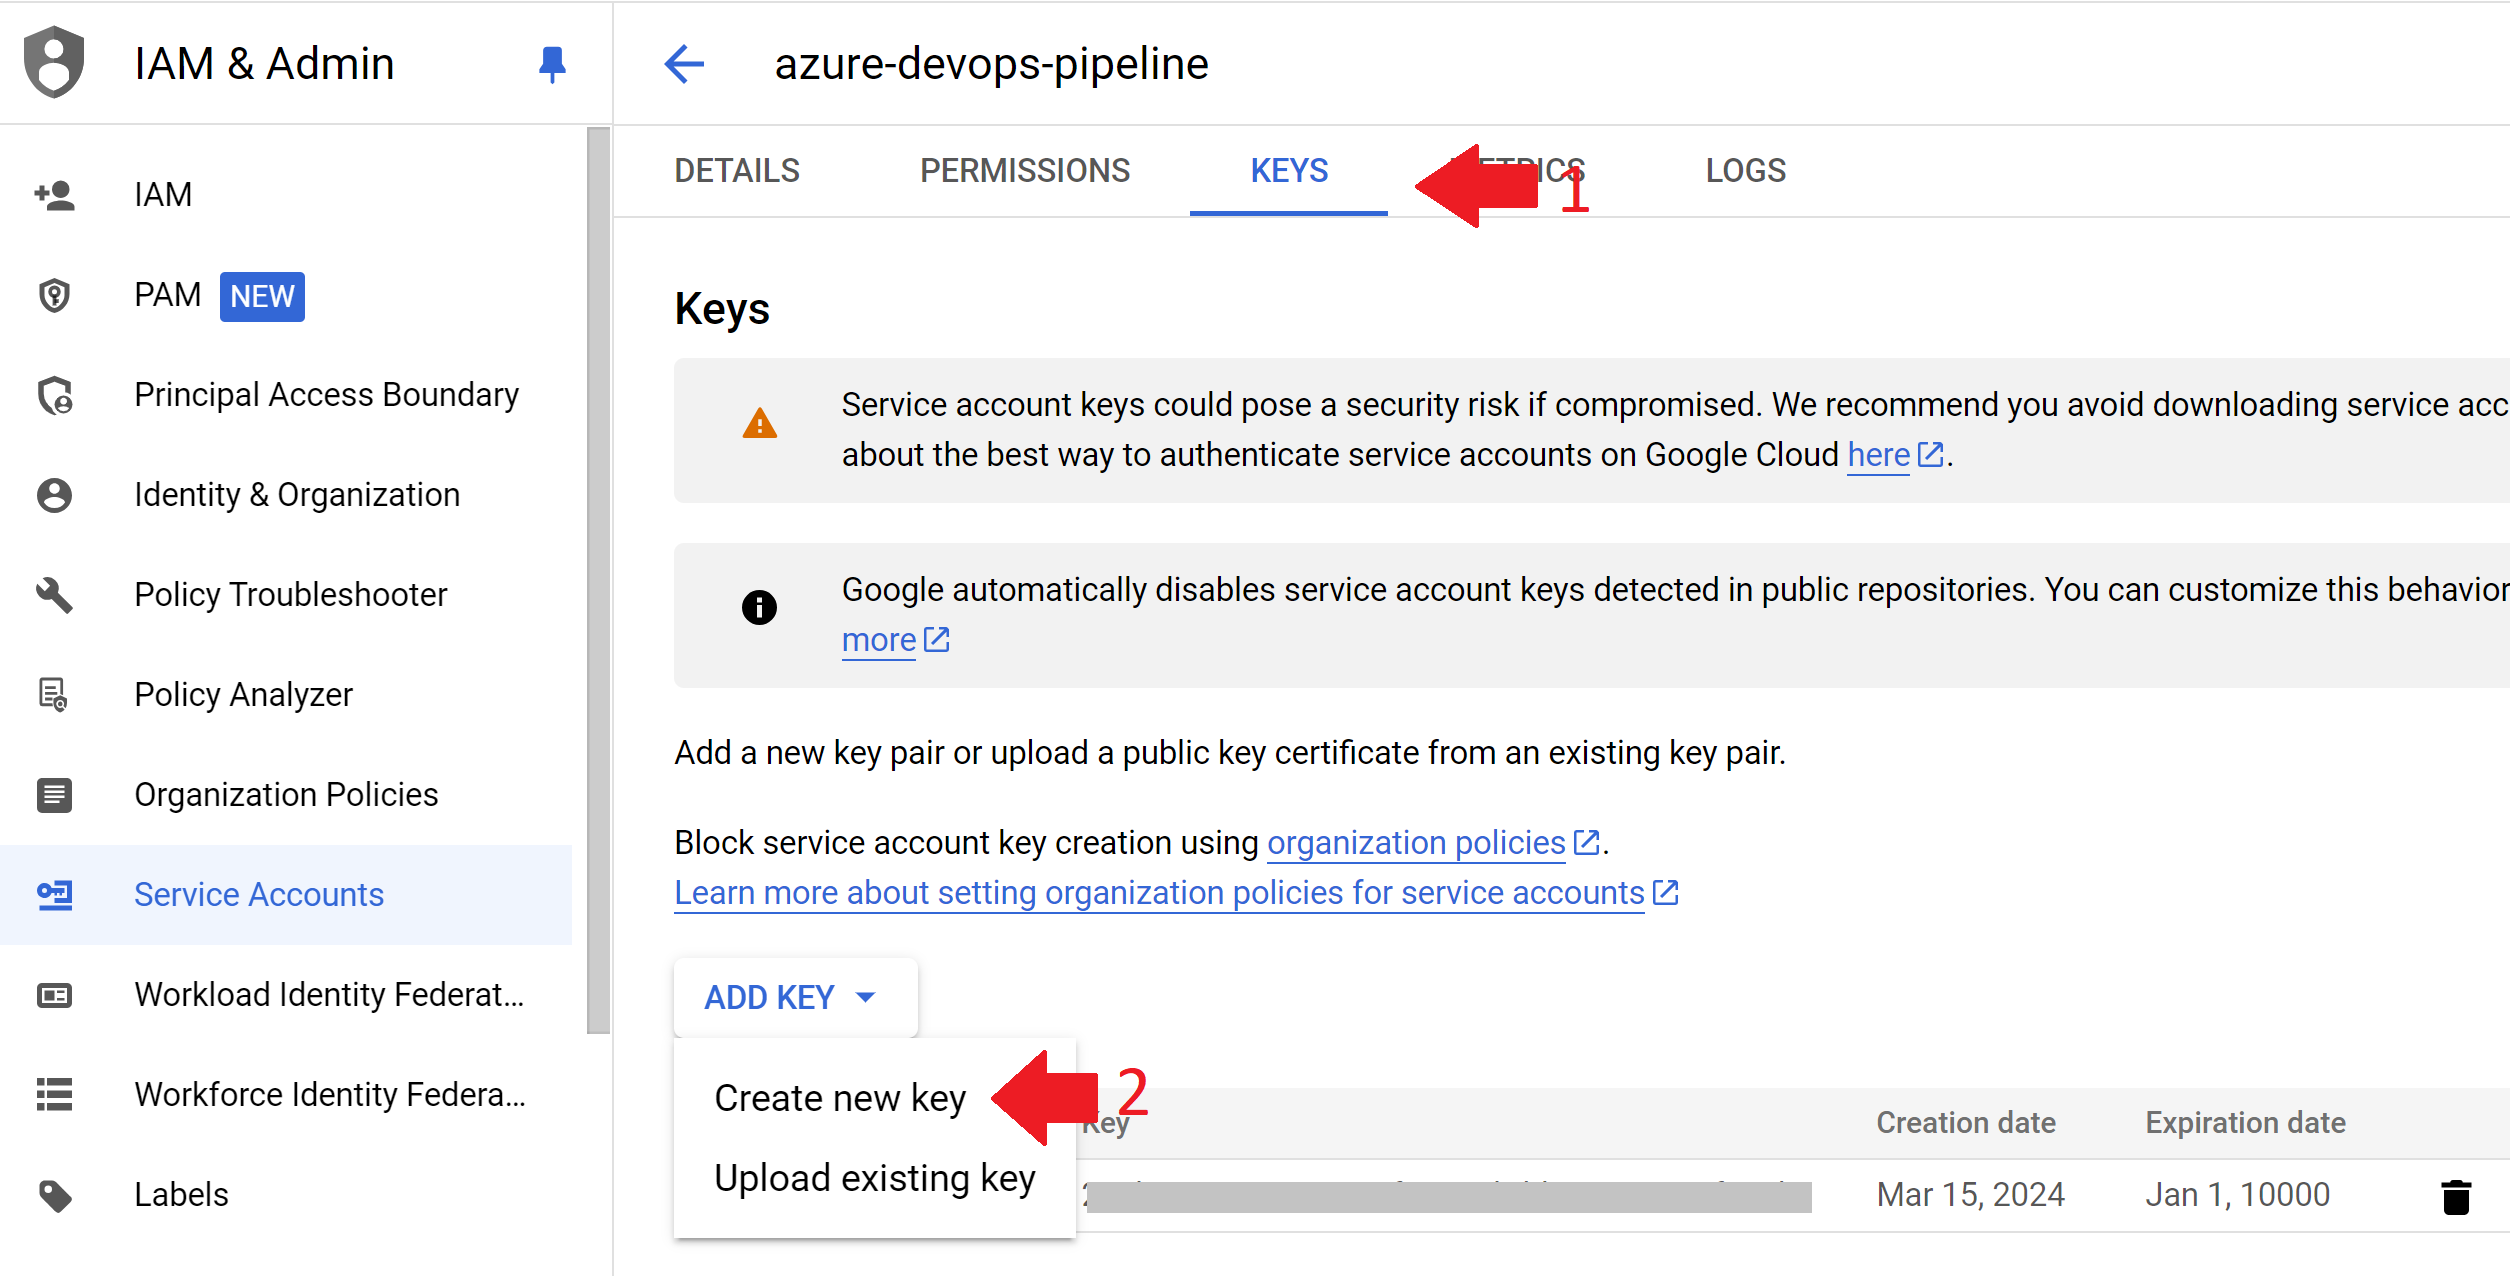 IAM & Admin
azure-devops-pipeline
DETAILS PERMISSIONS KEYS LOGS
1
IAM
PAM NEW
Principal Access Boundary
Identity & Organization
Policy Troubleshooter
Policy Analyzer
Organization Policies
Service Accounts
Workload Identity Federat...
Workforce Identity Federa...
Labels
Keys
Service account keys could pose a security risk if compromised. We recommend you avoid downloading service acc
about the best way to authenticate service accounts on Google Cloud here.
Google automatically disables service account keys detected in public repositories. You can customize this behavior
more
Add a new key pair or upload a public key certificate from an existing key pair.
Block service account key creation using organization policies.
Learn more about setting organization policies for service accounts
ADD KEY
Create new key
2
Upload existing key
Key Creation date Expiration date
Mar 15, 2024 Jan 1, 10000